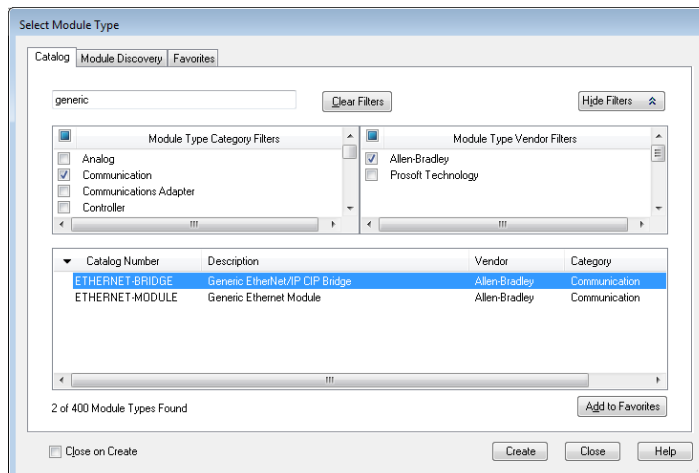 Select Module Type
Catalog Module Discovery Favorites
generic Clear Filters Hide Filters
Module Type Category Filters Module Type Vendor Filters
Analog Allen-Bradley
Communication Prosoft Technology
Communications Adapter
Controller
Catalog Number Description Vendor Category
ETHERNET-BRIDGE Generic EtherNet/IP CIP Bridge Allen-Bradley Communication
ETHERNET-MODULE Generic Ethernet Module Allen-Bradley Communication
2 of 400 Module Types Found Add to Favorites
Close on Create Create Close Help